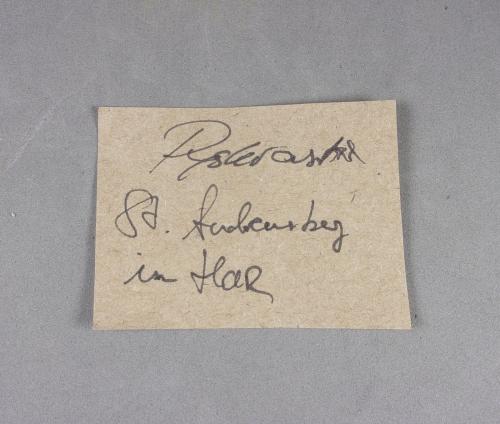 St. Andreasberg
im Harz